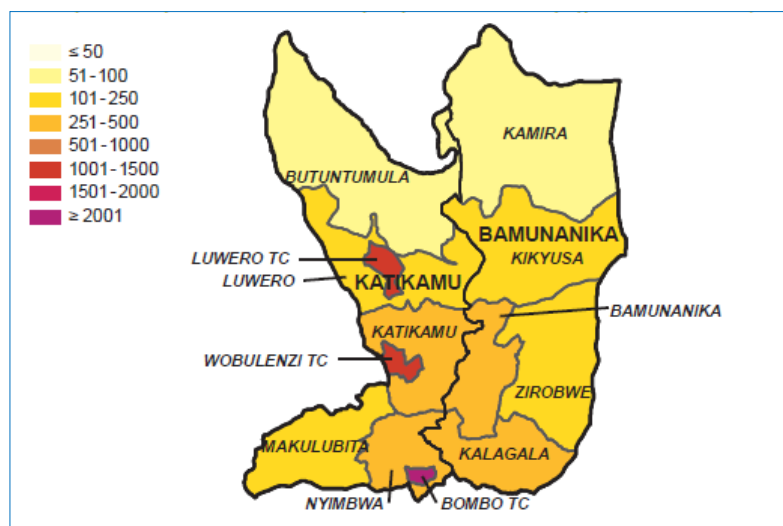 ≤ 50
51-100
101-250
251-500
501-1000
1001-1500
1501-2000
≥ 2001
KAMIRA
BUTUNTUMULA
BAMUNANIKA
KIKYUSA
LUWERO TC
LUWERO
KATIKAMU
BAMUNANIKA
KATIKAMU
WOBULENZI TC
ZIROBWE
MAKULUBITA
KALAGALA
NYIMBWA
BOMBO TC